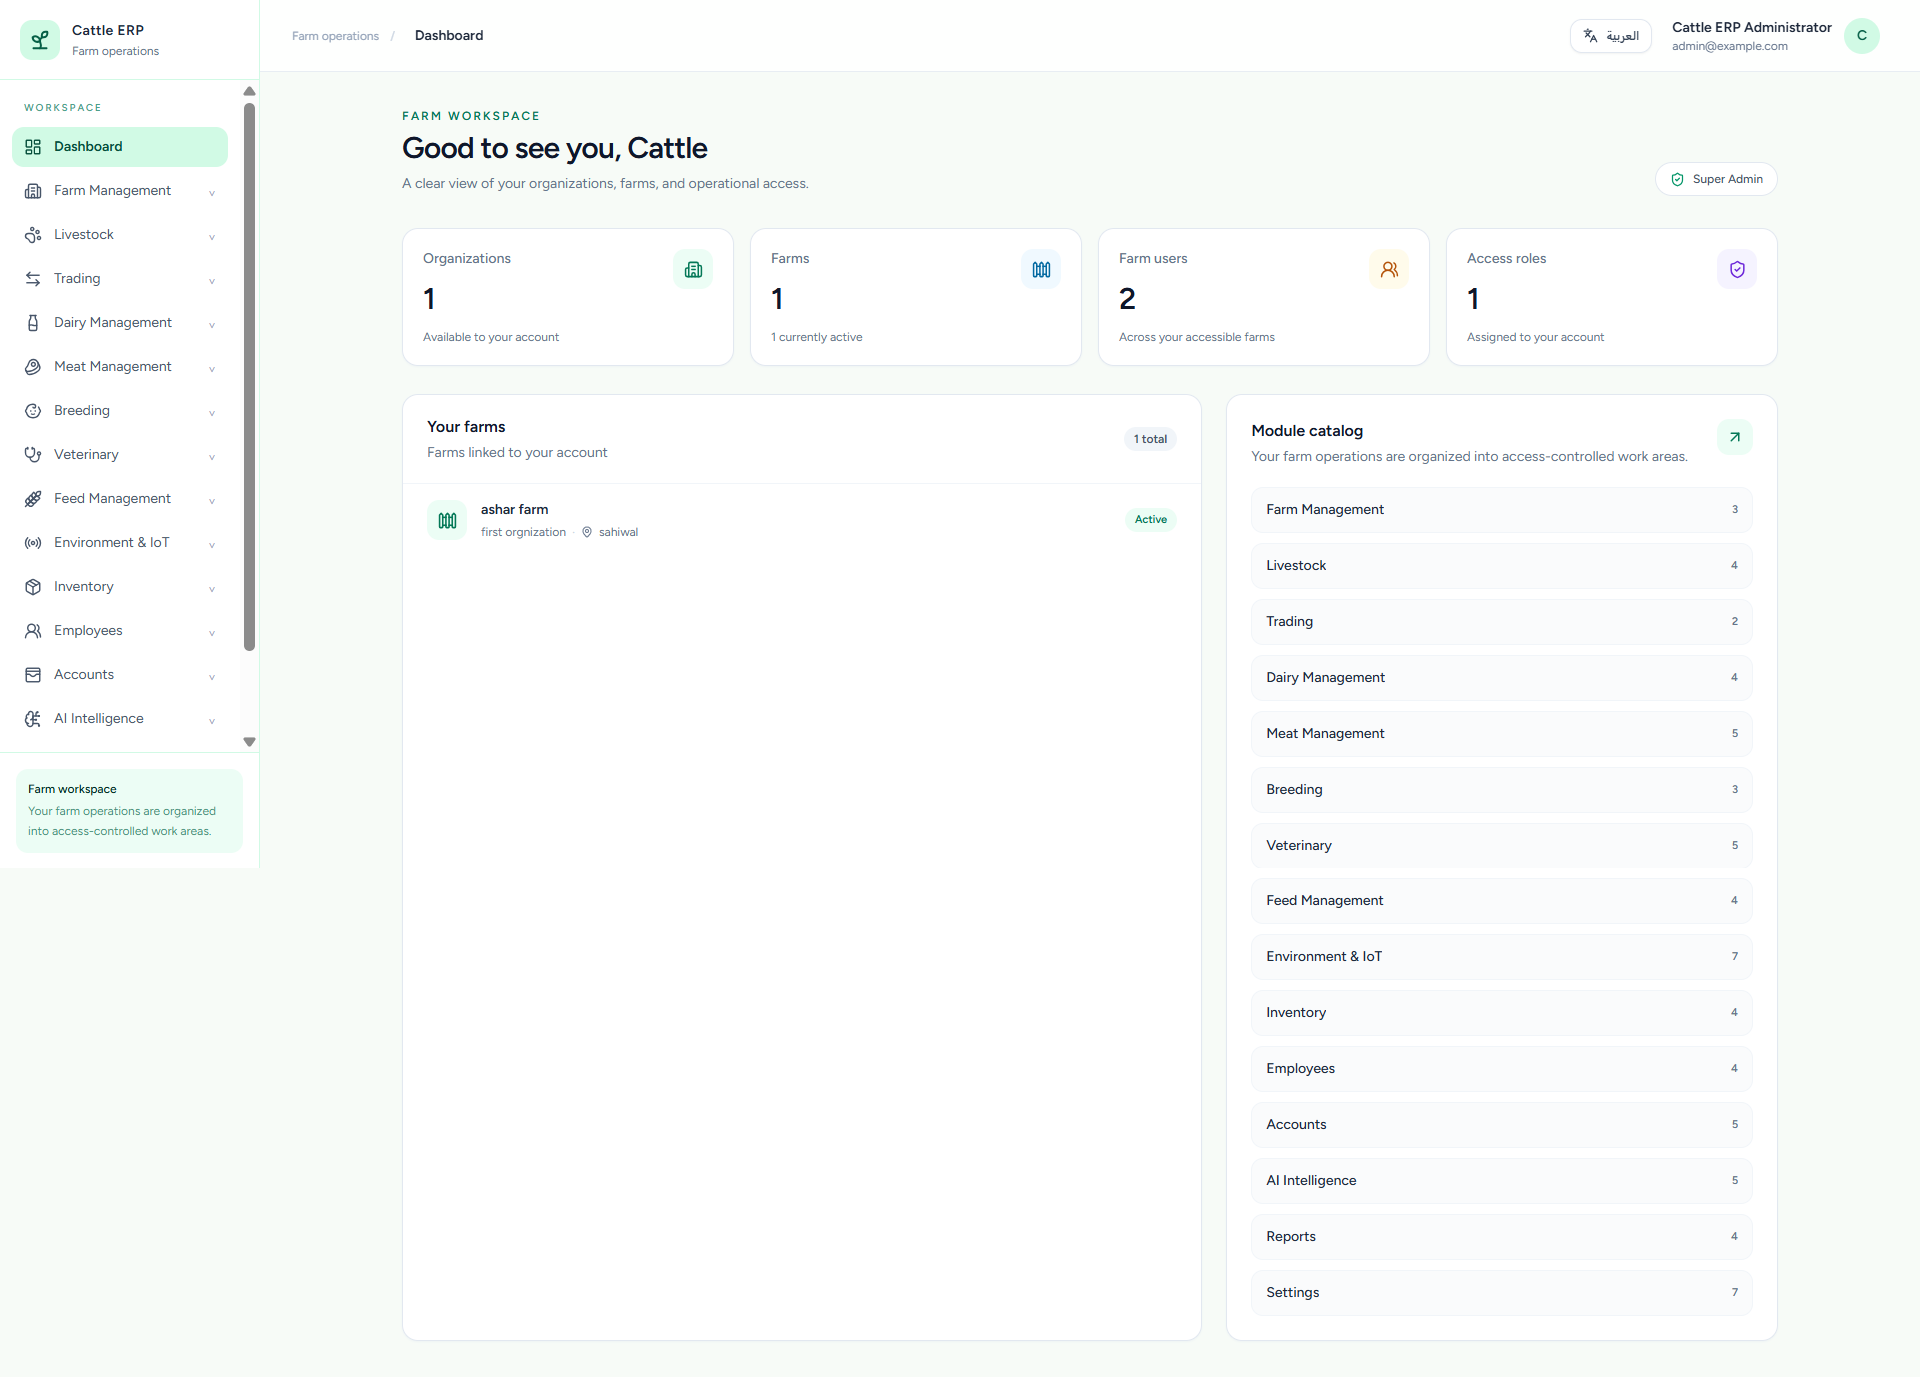 Cattle ERP
Farm operations
WORKSPACE
Dashboard
Farm Management
Livestock
Trading
Dairy Management
Meat Management
Breeding
Veterinary
Feed Management
Environment & IoT
Inventory
Employees
Accounts
AI Intelligence
Farm workspace
Your farm operations are organized
into access-controlled work areas.
Farm operations / Dashboard
العربية
Cattle ERP Administrator
admin@example.com
C
FARM WORKSPACE
Good to see you, Cattle
A clear view of your organizations, farms, and operational access.
Super Admin
Organizations
1
Available to your account
Farms
1
1 currently active
Farm users
2
Across your accessible farms
Access roles
1
Assigned to your account
Your farms
Farms linked to your account
1 total
ashar farm
first orgnization · sahiwal
Active
Module catalog
Your farm operations are organized into access-controlled work areas.
Farm Management 3
Livestock 4
Trading 2
Dairy Management 4
Meat Management 5
Breeding 3
Veterinary 5
Feed Management 4
Environment & IoT 7
Inventory 4
Employees 4
Accounts 5
AI Intelligence 5
Reports 4
Settings 7